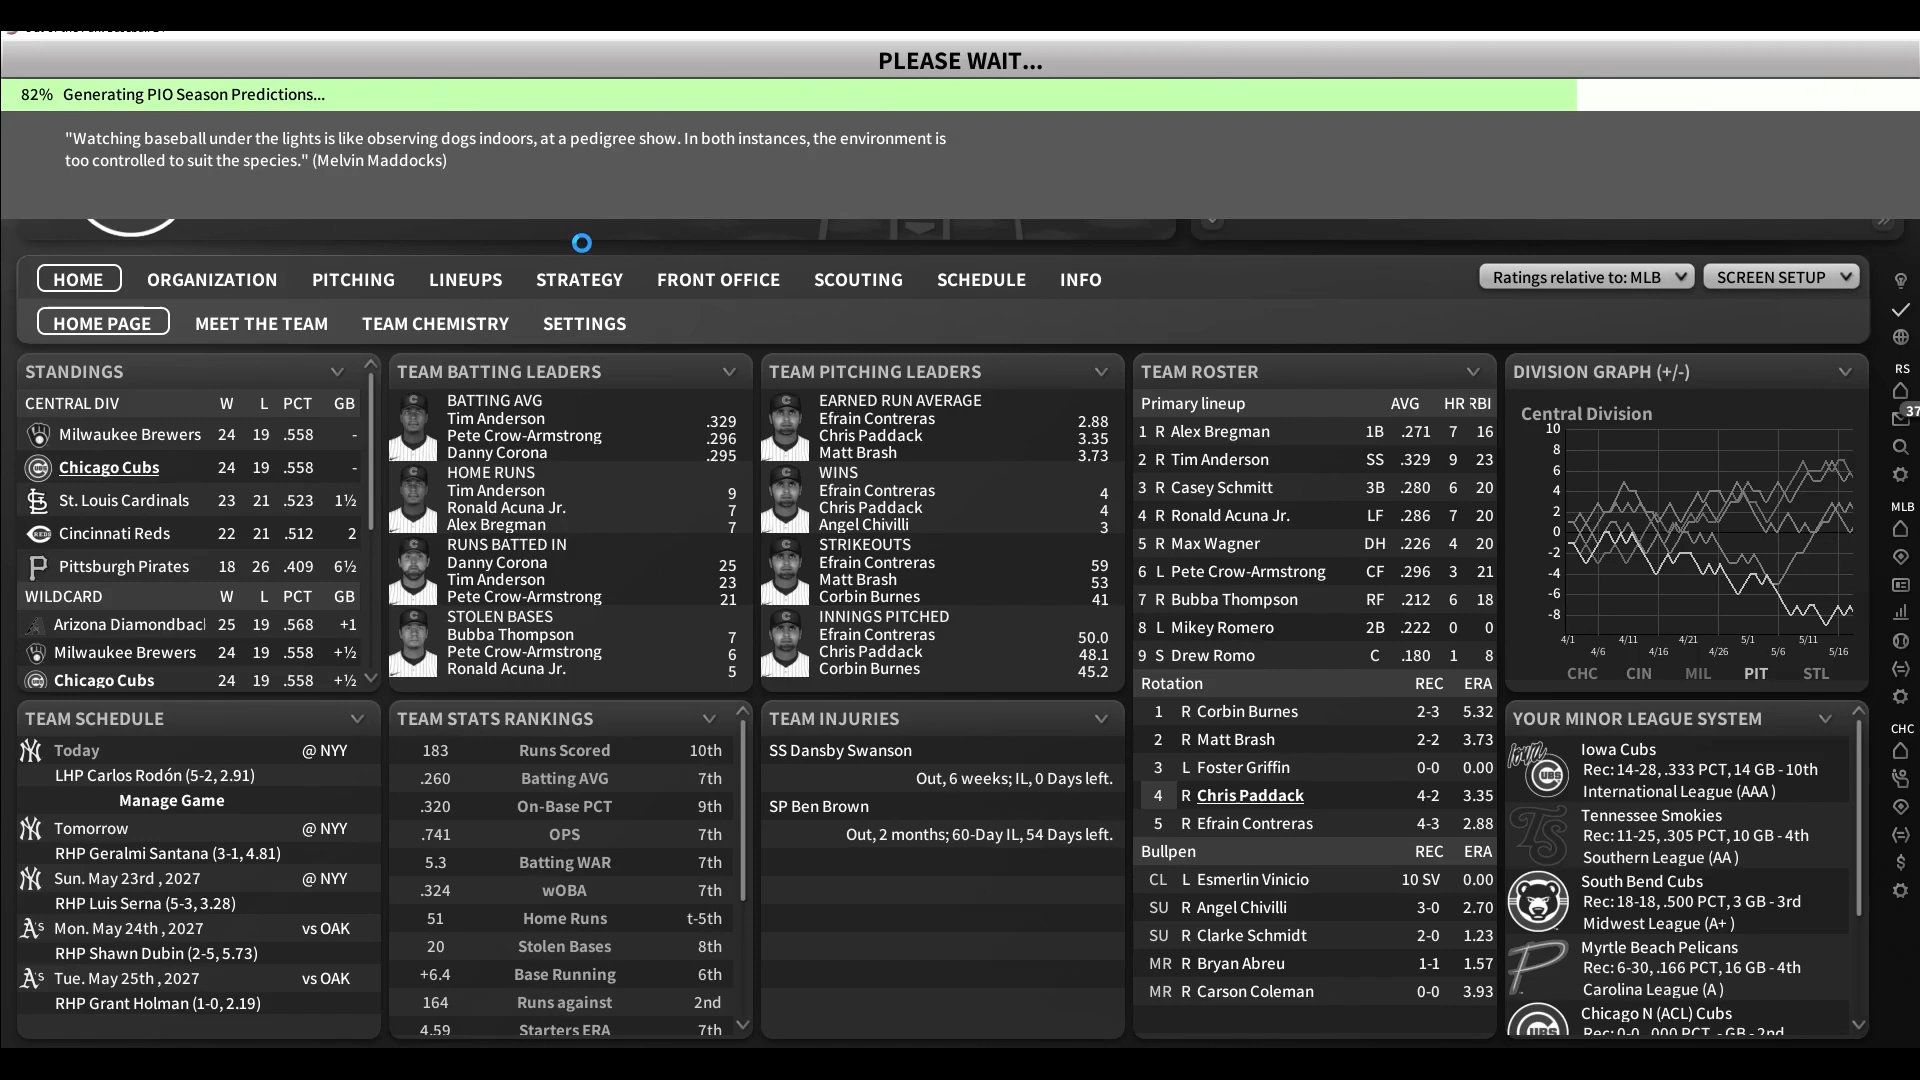 PLEASE WAIT...
82% Generating PIO Season Predictions...
"Watching baseball under the lights is like observing dogs indoors, at a pedigree show. In both instances, the environment is
too controlled to suit the species." (Melvin Maddocks)
HOME ORGANIZATION PITCHING LINEUPS STRATEGY FRONT OFFICE SCOUTING SCHEDULE INFO
Ratings relative to: MLB SCREEN SETUP
HOME PAGE MEET THE TEAM TEAM CHEMISTRY SETTINGS
STANDINGS
CENTRAL DIV W L PCT GB
Milwaukee Brewers 24 19 .558 -
Chicago Cubs 24 19 .558 -
St. Louis Cardinals 23 21 .523 1½
Cincinnati Reds 22 21 .512 2
Pittsburgh Pirates 18 26 .409 6½
WILDCARD W L PCT GB
Arizona Diamondbac 25 19 .568 +1
Milwaukee Brewers 24 19 .558 +½
Chicago Cubs 24 19 .558 +½
TEAM BATTING LEADERS
BATTING AVG
Tim Anderson .329
Pete Crow-Armstrong .296
Danny Corona .295
HOME RUNS
Tim Anderson 9
Ronald Acuna Jr. 7
Alex Bregman 7
RUNS BATTED IN
Danny Corona 25
Tim Anderson 23
Pete Crow-Armstrong 21
STOLEN BASES
Bubba Thompson 7
Pete Crow-Armstrong 6
Ronald Acuna Jr. 5
TEAM PITCHING LEADERS
EARNED RUN AVERAGE
Efrain Contreras 2.88
Chris Paddack 3.35
Matt Brash 3.73
WINS
Efrain Contreras 4
Chris Paddack 4
Angel Chivilli 3
STRIKEOUTS
Efrain Contreras 59
Matt Brash 53
Corbin Burnes 41
INNINGS PITCHED
Efrain Contreras 50.0
Chris Paddack 48.1
Corbin Burnes 45.2
TEAM ROSTER
Primary lineup AVG HR RBI
1 R Alex Bregman 1B .271 7 16
2 R Tim Anderson SS .329 9 23
3 R Casey Schmitt 3B .280 6 20
4 R Ronald Acuna Jr. LF .286 7 20
5 R Max Wagner DH .226 4 20
6 L Pete Crow-Armstrong CF .296 3 21
7 R Bubba Thompson RF .212 6 18
8 L Mikey Romero 2B .222 0 0
9 S Drew Romo C .180 1 8
Rotation REC ERA
1 R Corbin Burnes 2-3 5.32
2 R Matt Brash 2-2 3.73
3 L Foster Griffin 0-0 0.00
4 R Chris Paddack 4-2 3.35
5 R Efrain Contreras 4-3 2.88
Bullpen REC ERA
CL L Esmerlin Vinicio 10 SV 0.00
SU R Angel Chivilli 3-0 2.70
SU R Clarke Schmidt 2-0 1.23
MR R Bryan Abreu 1-1 1.57
MR R Carson Coleman 0-0 3.93
DIVISION GRAPH (+/-)
Central Division
10
8
6
4
2
0
-2
-4
-6
-8
4/1 4/11 4/21 5/1 5/11
4/6 4/16 4/26 5/6 5/16
CHC CIN MIL PIT STL
TEAM SCHEDULE
Today @ NYY
LHP Carlos Rodón (5-2, 2.91)
Manage Game
Tomorrow @ NYY
RHP Geralmi Santana (3-1, 4.81)
Sun. May 23rd , 2027 @ NYY
RHP Luis Serna (5-3, 3.28)
Mon. May 24th , 2027 vs OAK
RHP Shawn Dubin (2-5, 5.73)
Tue. May 25th , 2027 vs OAK
RHP Grant Holman (1-0, 2.19)
TEAM STATS RANKINGS
183 Runs Scored 10th
.260 Batting AVG 7th
.320 On-Base PCT 9th
.741 OPS 7th
5.3 Batting WAR 7th
.324 wOBA 7th
51 Home Runs t-5th
20 Stolen Bases 8th
+6.4 Base Running 6th
164 Runs against 2nd
4.59 Starters ERA 7th
TEAM INJURIES
SS Dansby Swanson
Out, 6 weeks; IL, 0 Days left.
SP Ben Brown
Out, 2 months; 60-Day IL, 54 Days left.
YOUR MINOR LEAGUE SYSTEM
Iowa Cubs
Rec: 14-28, .333 PCT, 14 GB - 10th
International League (AAA )
Tennessee Smokies
Rec: 11-25, .305 PCT, 10 GB - 4th
Southern League (AA )
South Bend Cubs
Rec: 18-18, .500 PCT, 3 GB - 3rd
Midwest League (A+ )
Myrtle Beach Pelicans
Rec: 6-30, .166 PCT, 16 GB - 4th
Carolina League (A )
Chicago N (ACL) Cubs
Rec: 0-0, .000 PCT, - GB - 2nd
RS
37
MLB
CHC